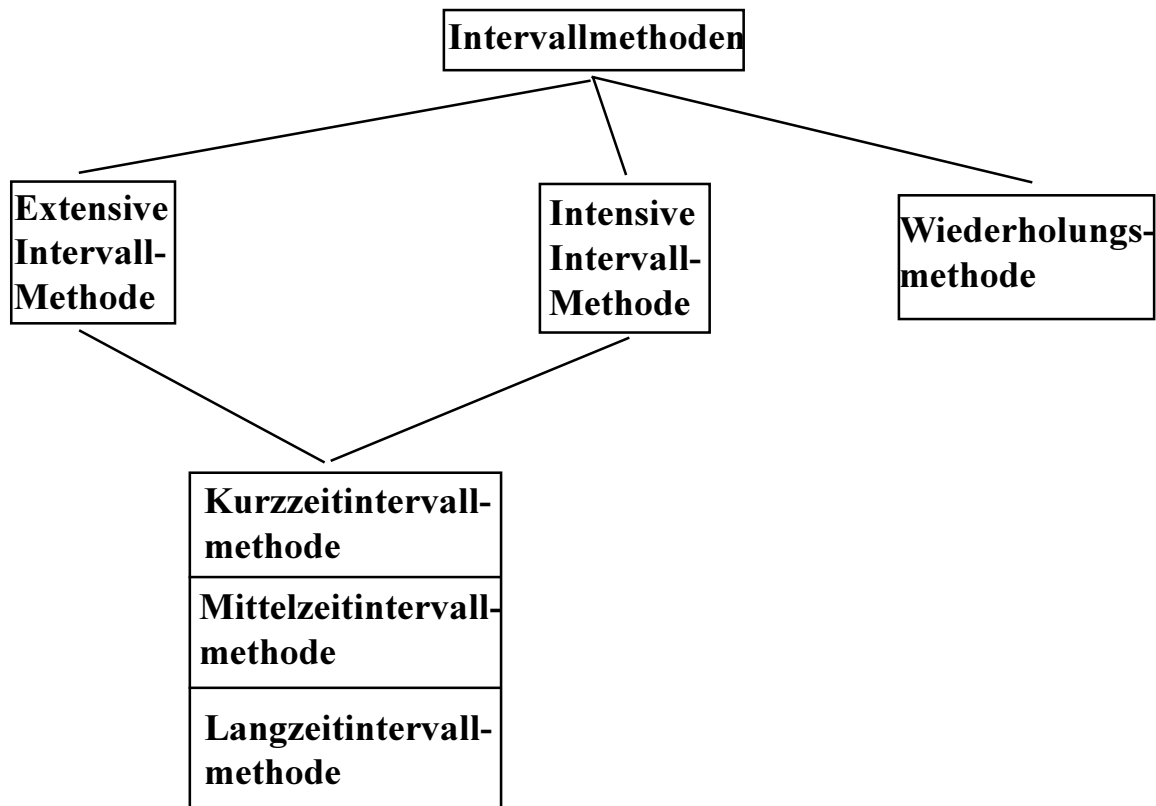 Intervallmethoden
Extensive
Intervall-
Methode
Intensive
Intervall-
Methode
Wiederholungs-
methode
Kurzzeitintervall-
methode
Mittelzeitintervall-
methode
Langzeitintervall-
methode